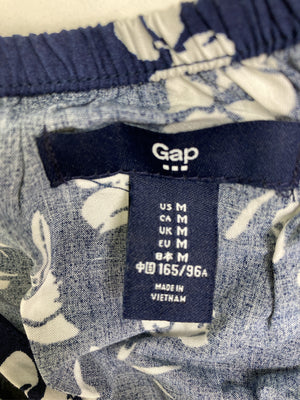 Gap
US M
CA M
UK M
EU M
日本 M
中国 165/96A
MADE IN
VIETNAM